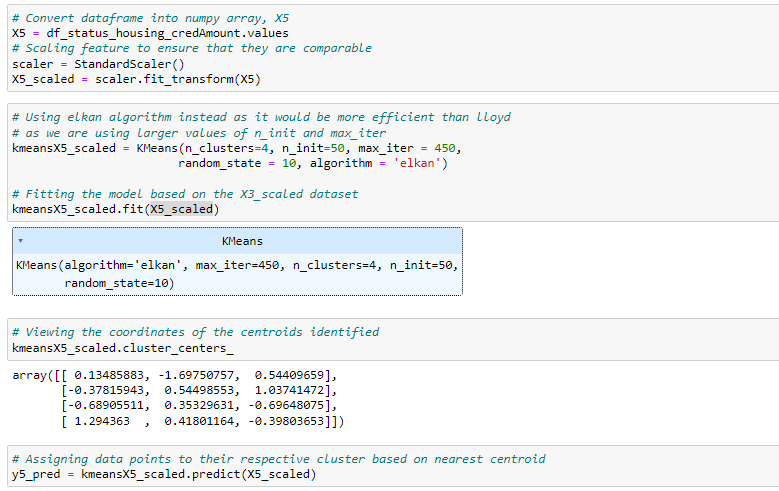 # Convert dataframe into numpy array, X5
X5 = df_status_housing_credAmount.values
# Scaling feature to ensure that they are comparable
scaler = StandardScaler()
X5_scaled = scaler.fit_transform(X5)
# Using elkan algorithm instead as it would be more efficient than lloyd
# as we are using larger values of n_init and max_iter
kmeansX5_scaled = KMeans(n_clusters=4, n_init=50, max_iter = 450,
random_state = 10, algorithm = 'elkan')
# Fitting the model based on the X3_scaled dataset
kmeansX5_scaled.fit(X5_scaled)
KMeans
KMeans(algorithm='elkan', max_iter=450, n_clusters=4, n_init=50,
random_state=10)
# Viewing the coordinates of the centroids identified
kmeansX5_scaled.cluster_centers_
array([[ 0.13485883, -1.69750757, 0.54409659],
[-0.37815943, 0.54498553, 1.03741472],
[-0.68905511, 0.35329631, -0.69648075],
[ 1.294363 , 0.41801164, -0.39803653]])
# Assigning data points to their respective cluster based on nearest centroid
y5_pred = kmeansX5_scaled.predict(X5_scaled)